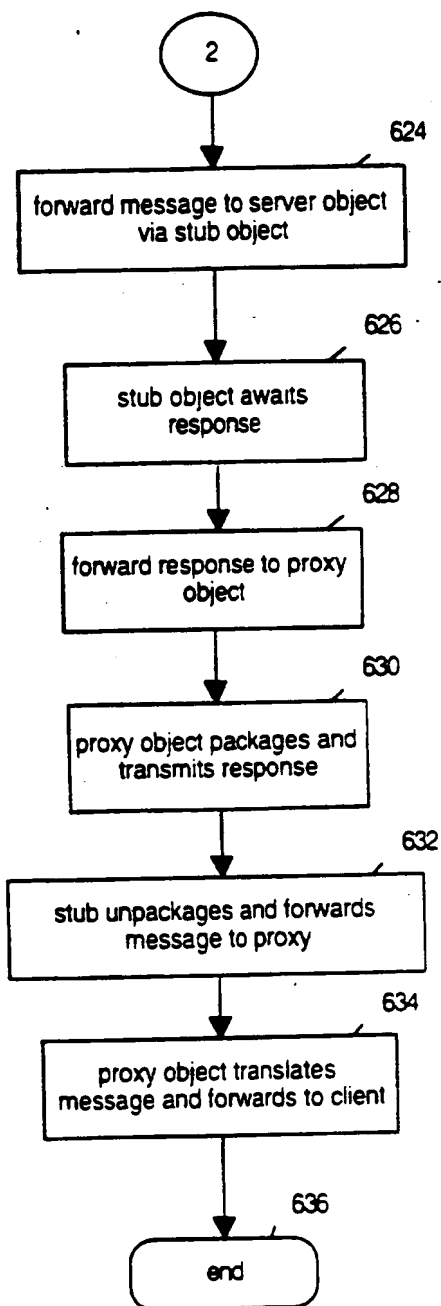 2
624
forward message to server object
via stub object
626
stub object awaits
response
628
forward response to proxy
object
630
proxy object packages and
transmits response
632
stub unpackages and forwards
message to proxy
634
proxy object translates
message and forwards to client
636
end